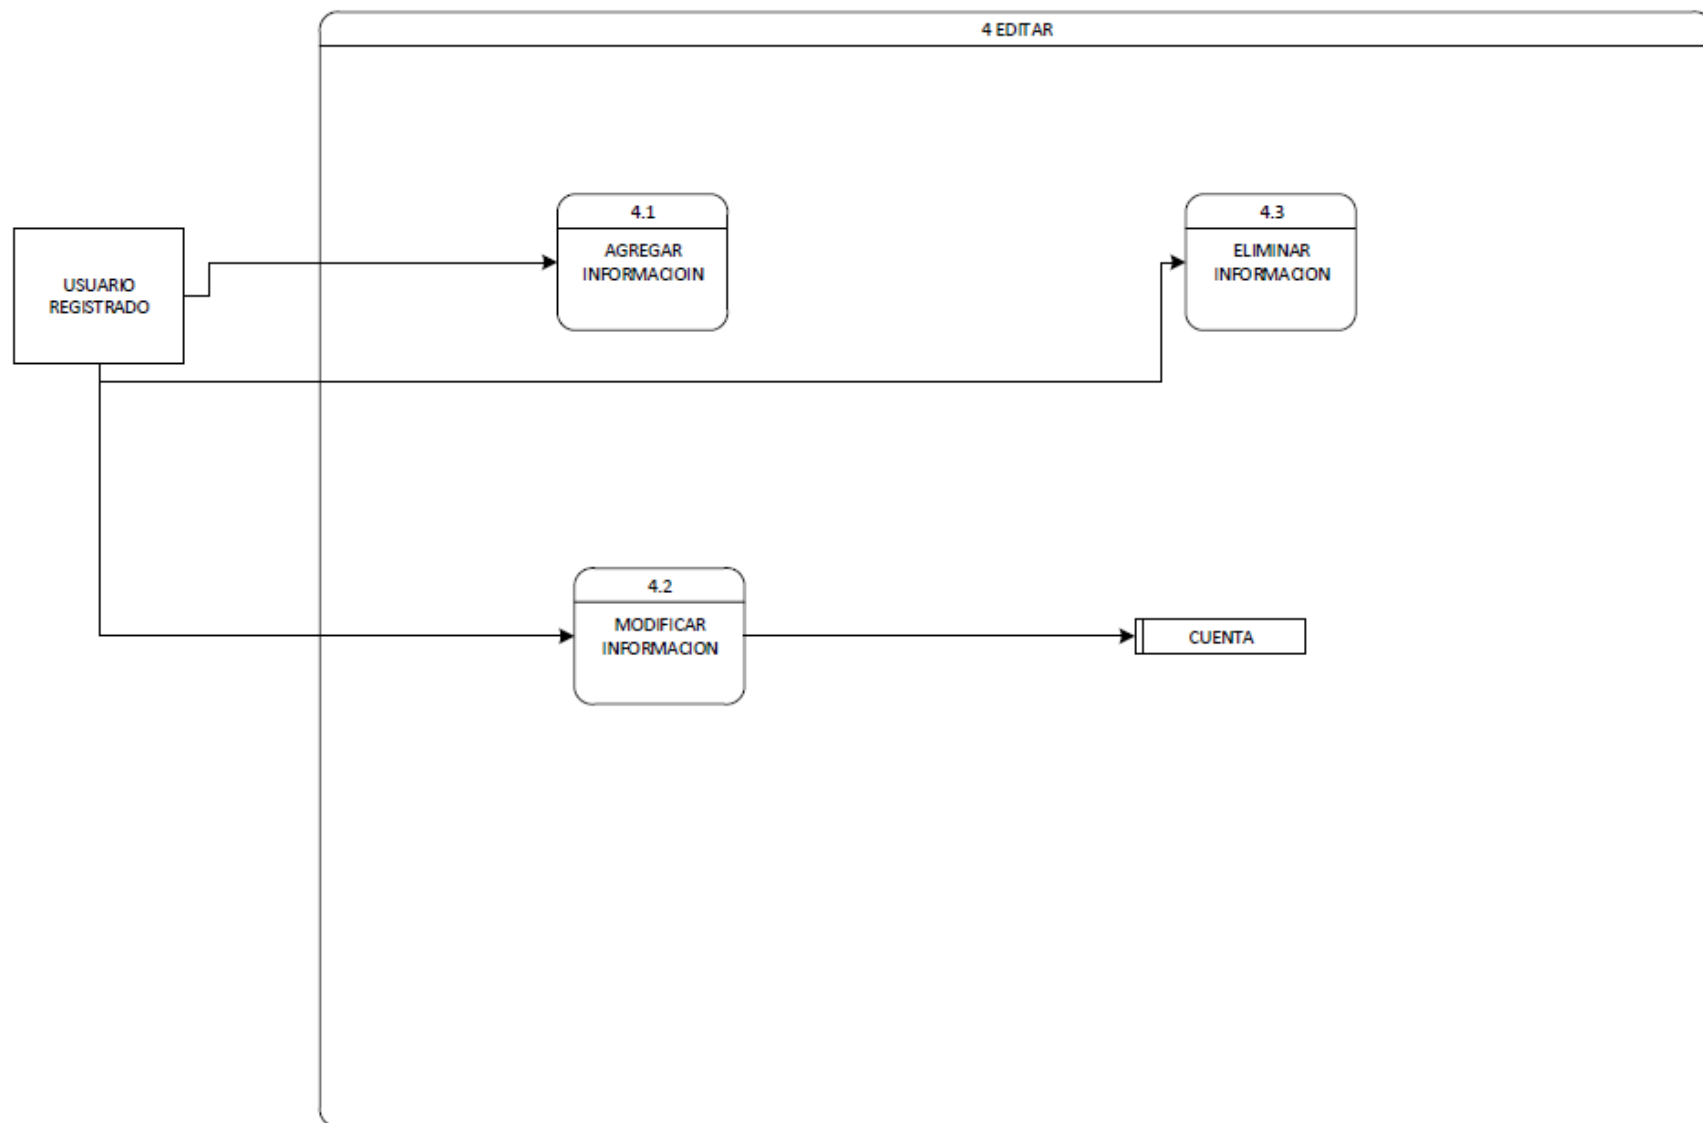 4 EDITAR
4.1
AGREGAR
INFORMACIOIN
4.3
ELIMINAR
INFORMACION
USUARIO
REGISTRADO
4.2
MODIFICAR
INFORMACION
CUENTA